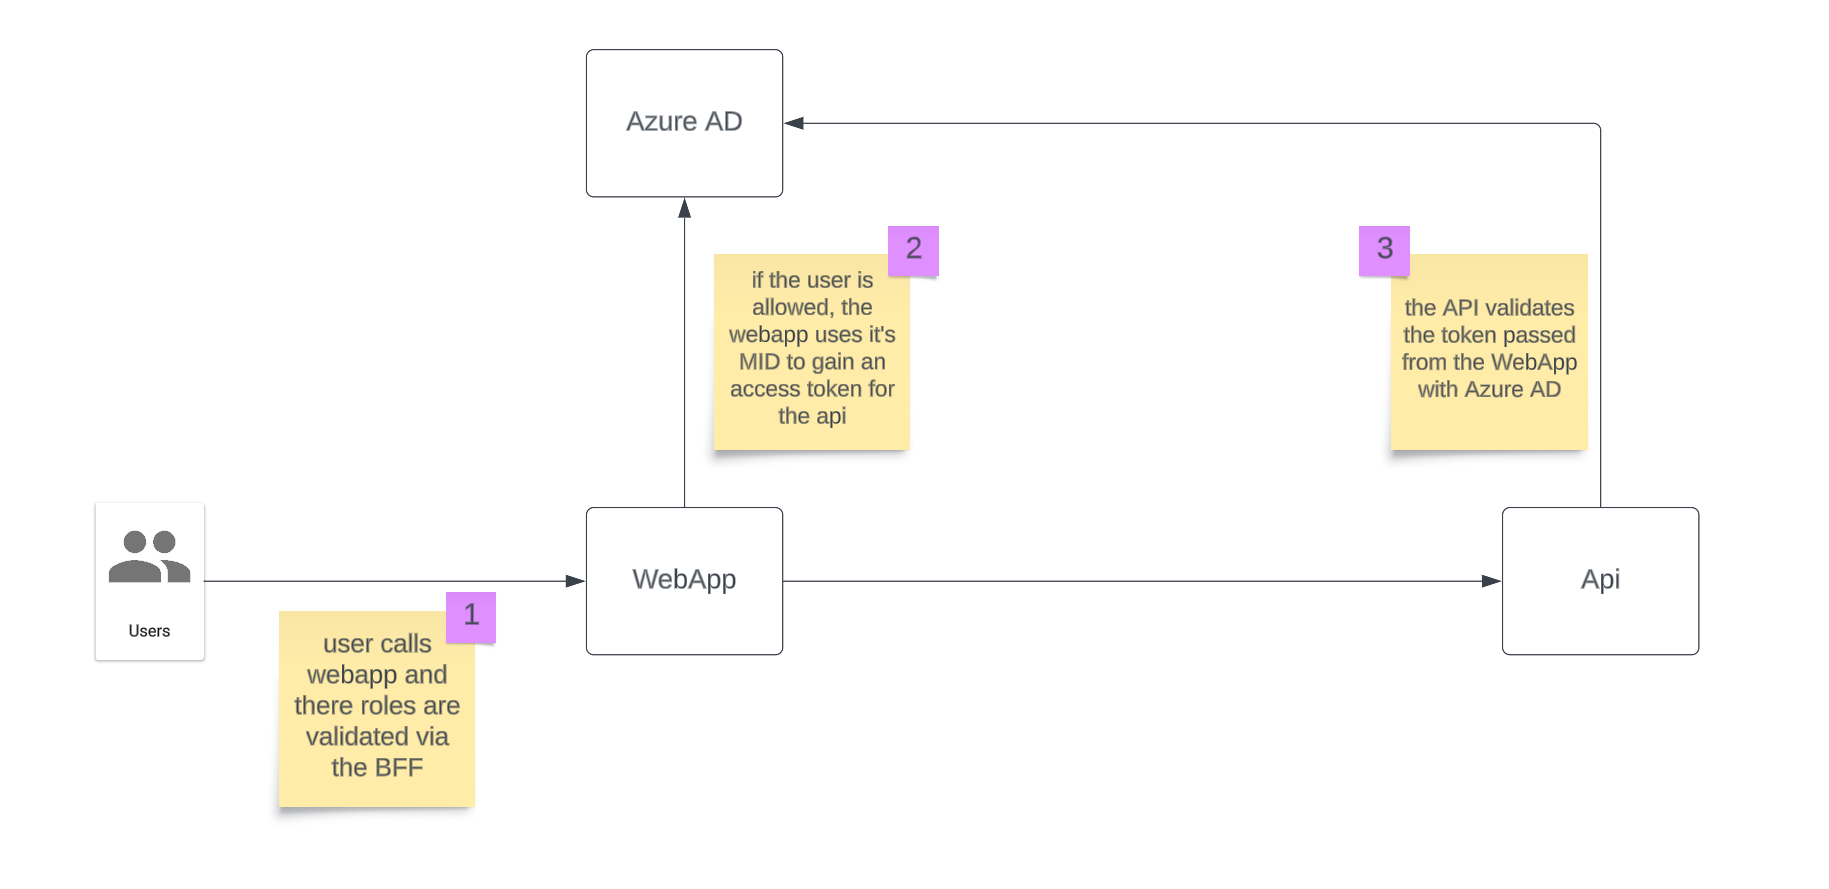 Azure AD
2
if the user is
allowed, the
webapp uses it's
MID to gain an
access token for
the api
3
the API validates
the token passed
from the WebApp
with Azure AD
Users
WebApp
Api
1
user calls
webapp and
there roles are
validated via
the BFF